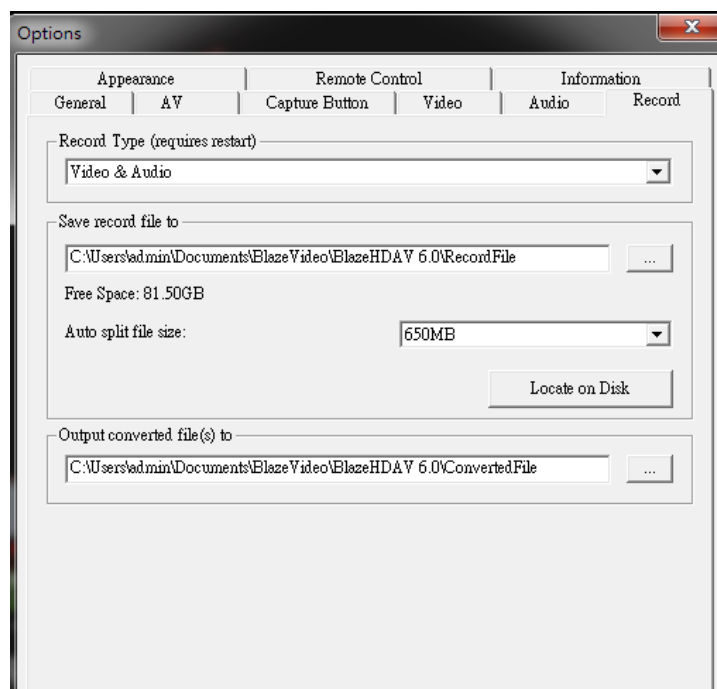 Options
Appearance Remote Control Information
General AV Capture Button Video Audio Record
Record Type (requires restart)
Video & Audio
Save record file to
C:\Users\admin\Documents\BlazeVideo\BlazeHDAV 6.0\RecordFile ...
Free Space: 81.50GB
Auto split file size: 650MB
Locate on Disk
Output converted file(s) to
C:\Users\admin\Documents\BlazeVideo\BlazeHDAV 6.0\ConvertedFile ...